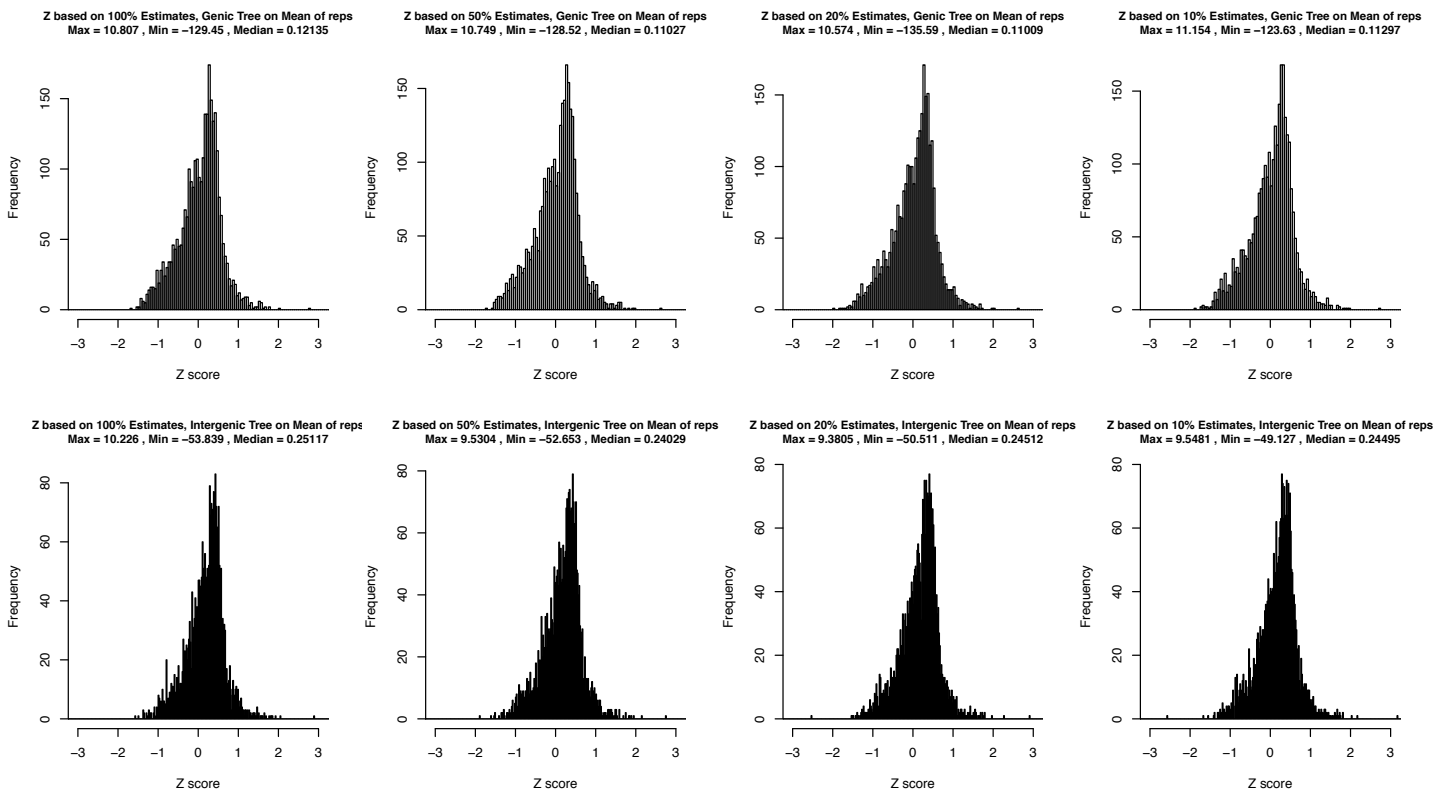 Z based on 100% Estimates, Genic Tree on Mean of reps
Max = 10.807 , Min = −129.45 , Median = 0.12135
150
100
50
0
Frequency
−3 −2 −1 0 1 2 3
Z score
Z based on 50% Estimates, Genic Tree on Mean of reps
Max = 10.749 , Min = −128.52 , Median = 0.11027
150
100
50
0
Frequency
−3 −2 −1 0 1 2 3
Z score
Z based on 20% Estimates, Genic Tree on Mean of reps
Max = 10.574 , Min = −135.59 , Median = 0.11009
150
100
50
0
Frequency
−3 −2 −1 0 1 2 3
Z score
Z based on 10% Estimates, Genic Tree on Mean of reps
Max = 11.154 , Min = −123.63 , Median = 0.11297
150
100
50
0
Frequency
−3 −2 −1 0 1 2 3
Z score
Z based on 100% Estimates, Intergenic Tree on Mean of reps
Max = 10.226 , Min = −53.839 , Median = 0.25117
80
60
40
20
0
Frequency
−3 −2 −1 0 1 2 3
Z score
Z based on 50% Estimates, Intergenic Tree on Mean of reps
Max = 9.5304 , Min = −52.653 , Median = 0.24029
80
60
40
20
0
Frequency
−3 −2 −1 0 1 2 3
Z score
Z based on 20% Estimates, Intergenic Tree on Mean of reps
Max = 9.3805 , Min = −50.511 , Median = 0.24512
80
60
40
20
0
Frequency
−3 −2 −1 0 1 2 3
Z score
Z based on 10% Estimates, Intergenic Tree on Mean of reps
Max = 9.5481 , Min = −49.127 , Median = 0.24495
80
60
40
20
0
Frequency
−3 −2 −1 0 1 2 3
Z score